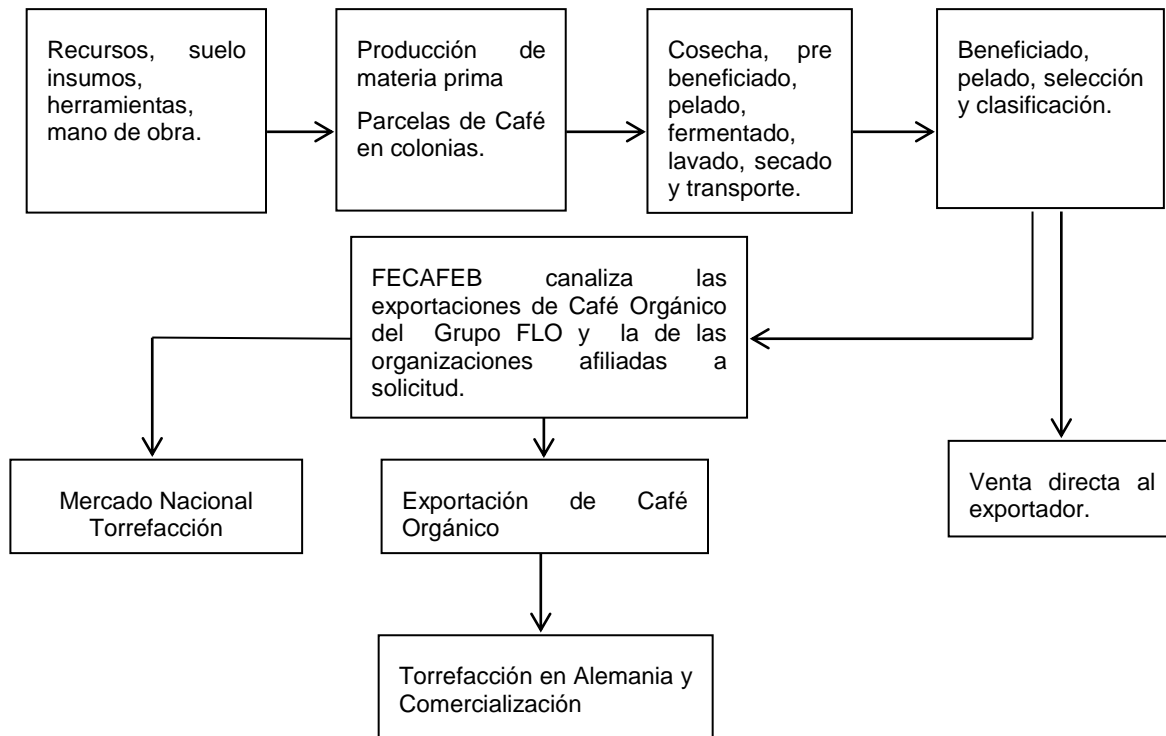 Recursos, suelo
insumos,
herramientas,
mano de obra.
Producción de
materia prima
Parcelas de Café
en colonias.
Cosecha, pre
beneficiado,
pelado,
fermentado,
lavado, secado
y transporte.
Beneficiado,
pelado, selección
y clasificación.
FECAFEB canaliza las
exportaciones de Café Orgánico
del Grupo FLO y la de las
organizaciones afiliadas a
solicitud.
Mercado Nacional
Torrefacción
Exportación de Café
Orgánico
Venta directa al
exportador.
Torrefacción en Alemania y
Comercialización